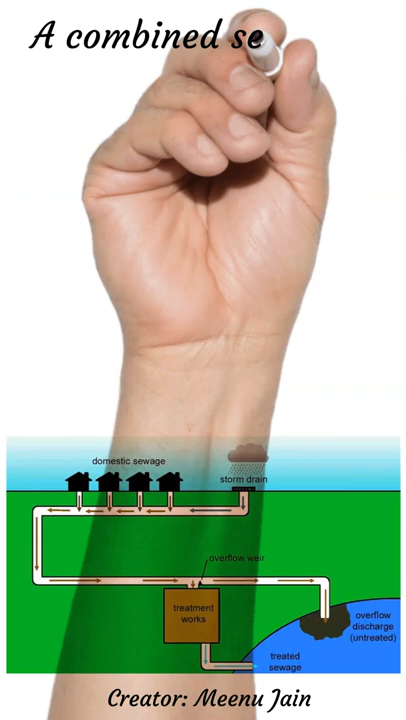 A combined se
domestic sewage
storm drain
overflow weir
treatment
works
overflow
discharge
(untreated)
treated
sewage
Creator: Meenu Jain